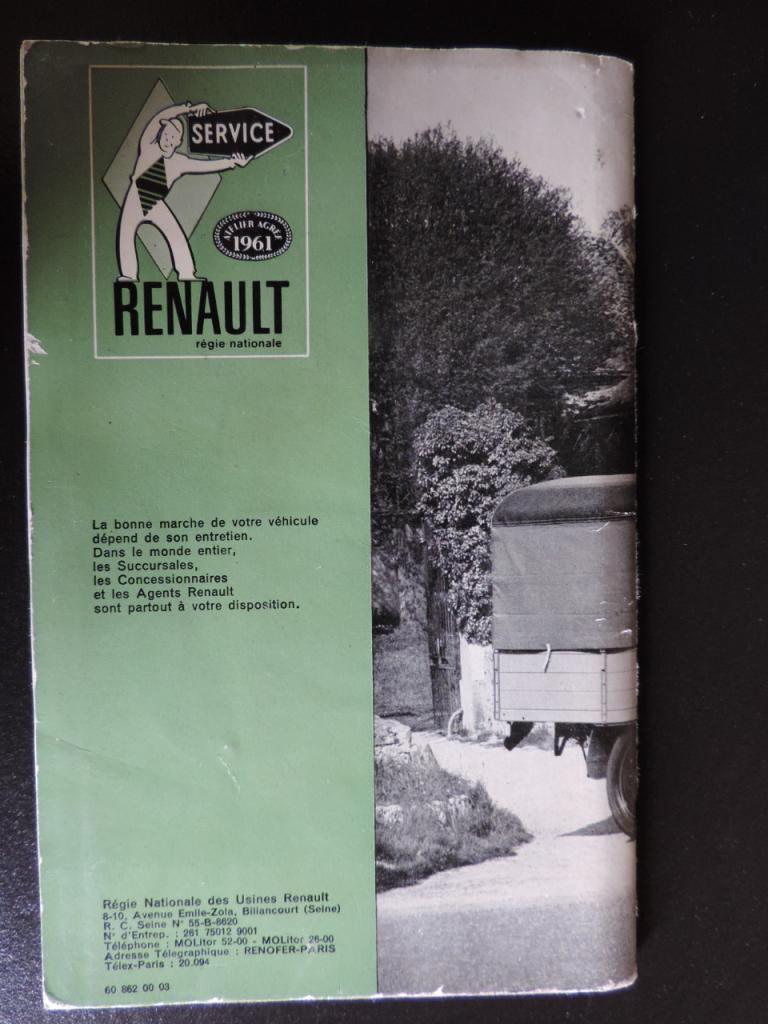 SERVICE
ATELIER AGRÉÉ
1961
RENAULT
régie nationale
La bonne marche de votre véhicule
dépend de son entretien.
Dans le monde entier,
les Succursales,
les Concessionnaires
et les Agents Renault
sont partout à votre disposition.
Régie Nationale des Usines Renault
8-10, Avenue Emile-Zola, Billancourt (Seine)
R. C. Seine N° 55-B-8620
N° d'Entrep. : 261 75012 9001
Téléphone : MOLitor 52-00 - MOLitor 26-00
Adresse Télegraphique : RENOFER-PARIS
Télex-Paris : 20.094
60 862 00 03